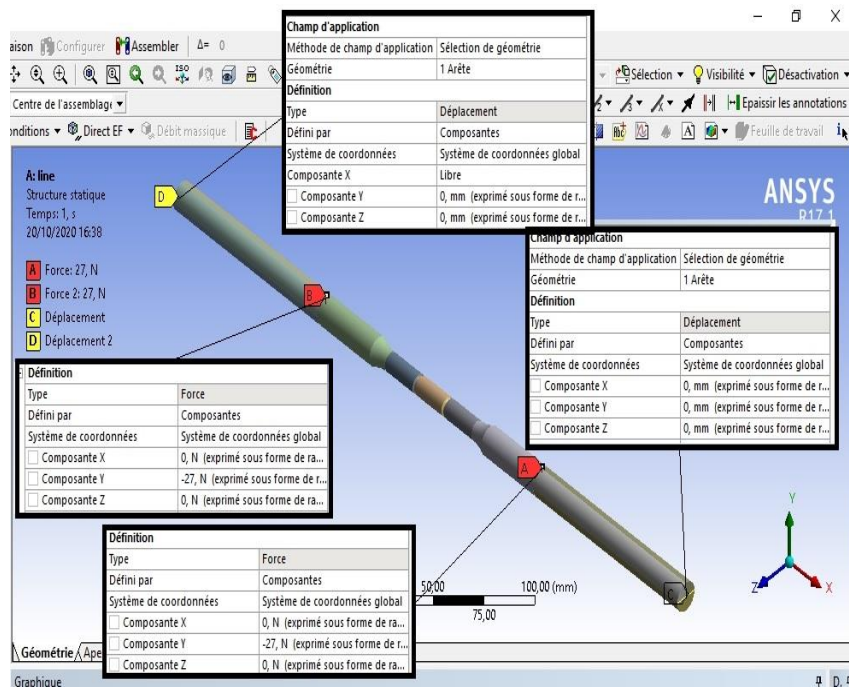 aison Configurer Assembler Δ= 0
Sélection Visibilité Désactivation
Centre de l'assemblage Epaissir les annotations
onditions Direct EF Débit massique A Feuille de travail
Champ d'application
Méthode de champ d'application Sélection de géométrie
Géométrie 1 Arête
Définition
Type Déplacement
Défini par Composantes
Système de coordonnées Système de coordonnées global
Composante X Libre
Composante Y 0, mm (exprimé sous forme de r...
Composante Z 0, mm (exprimé sous forme de r...
A: line
Structure statique
Temps: 1, s
20/10/2020 16:38
A Force: 27, N
B Force 2: 27, N
C Déplacement
D Déplacement 2
D
B
A
C
ANSYS
R17.1
Champ d'application
Méthode de champ d'application Sélection de géométrie
Géométrie 1 Arête
Définition
Type Déplacement
Défini par Composantes
Système de coordonnées Système de coordonnées global
Composante X 0, mm (exprimé sous forme de r...
Composante Y 0, mm (exprimé sous forme de r...
Composante Z 0, mm (exprimé sous forme de r...
Définition
Type Force
Défini par Composantes
Système de coordonnées Système de coordonnées global
Composante X 0, N (exprimé sous forme de ra...
Composante Y -27, N (exprimé sous forme de r...
Composante Z 0, N (exprimé sous forme de ra...
Définition
Type Force
Défini par Composantes
Système de coordonnées Système de coordonnées global
Composante X 0, N (exprimé sous forme de ra...
Composante Y -27, N (exprimé sous forme de r...
Composante Z 0, N (exprimé sous forme de ra...
50,00 100,00 (mm)
75,00
Y
Z X
Géométrie Ape
Graphique D.